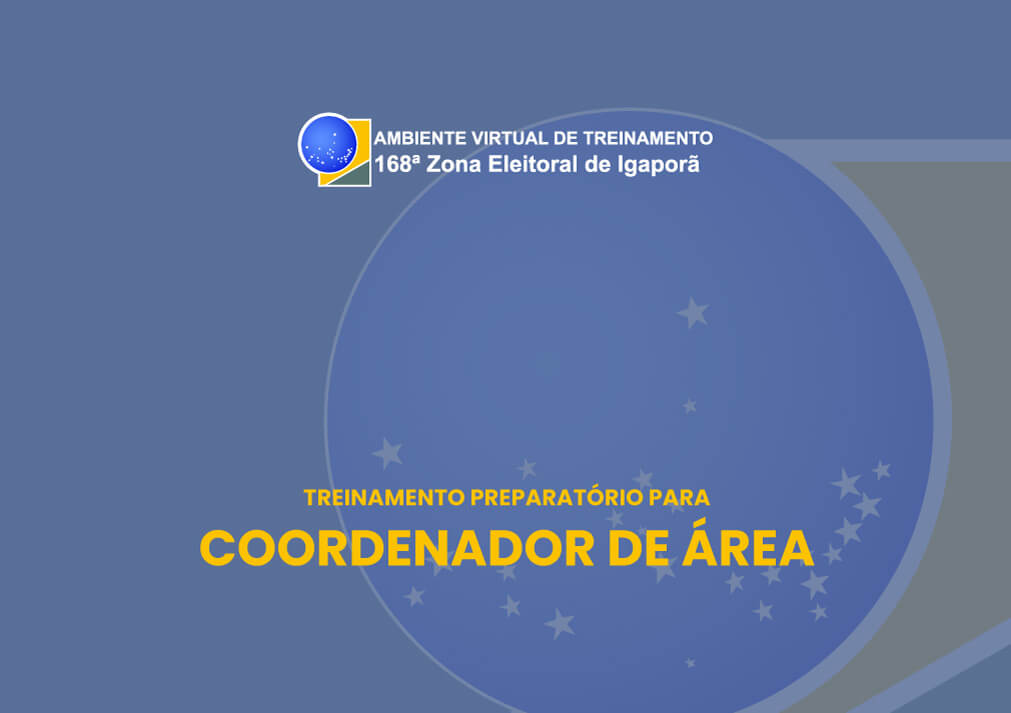 AMBIENTE VIRTUAL DE TREINAMENTO
168ª Zona Eleitoral de Igaporã
TREINAMENTO PREPARATÓRIO PARA
COORDENADOR DE ÁREA